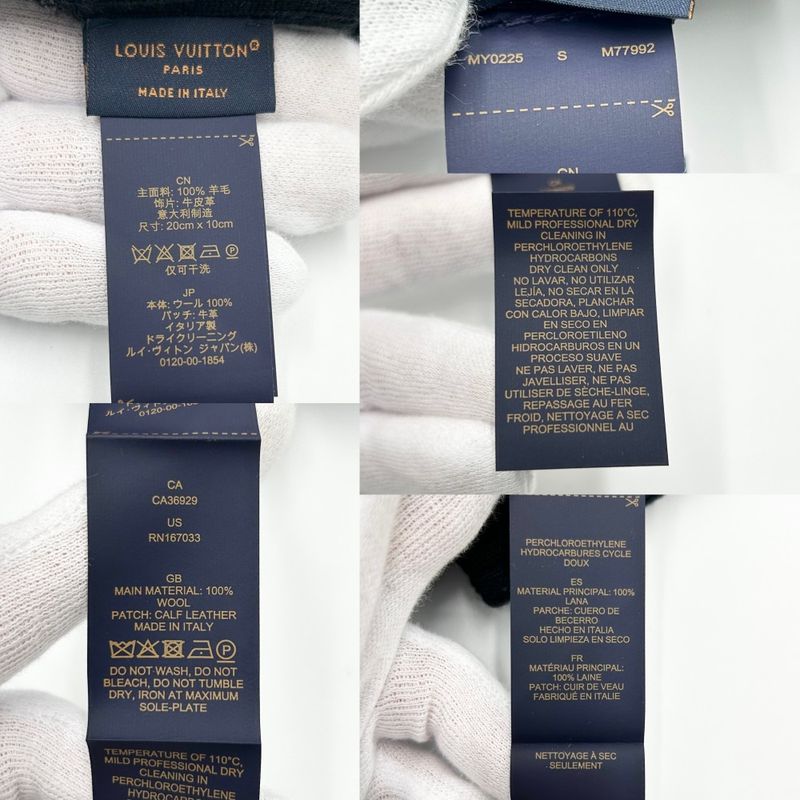 LOUIS VUITTON®
PARIS
MADE IN ITALY
CN
主面料: 100% 羊毛
饰片: 牛皮革
意大利制造
尺寸: 20cm x 10cm
P
仅可干洗
JP
本体: ウール 100%
パッチ: 牛革
イタリア製
ドライクリーニング
ルイ･ヴィトン ジャパン(株)
0120-00-1854
MY0225 S M77992
CN
TEMPERATURE OF 110°C,
MILD PROFESSIONAL DRY
CLEANING IN
PERCHLOROETHYLENE
HYDROCARBONS
DRY CLEAN ONLY
NO LAVAR, NO UTILIZAR
LEJÍA, NO SECAR EN LA
SECADORA, PLANCHAR
CON CALOR BAJO, LIMPIAR
EN SECO EN
PERCLOROETILENO
HIDROCARBUROS EN UN
PROCESO SUAVE
NE PAS LAVER, NE PAS
JAVELLISER, NE PAS
UTILISER DE SÈCHE-LINGE,
REPASSAGE AU FER
FROID, NETTOYAGE A SEC
PROFESSIONNEL AU
ルイ･ヴィト
0120-00-18
CA
CA36929
US
RN167033
GB
MAIN MATERIAL: 100%
WOOL
PATCH: CALF LEATHER
MADE IN ITALY
P
DO NOT WASH, DO NOT
BLEACH, DO NOT TUMBLE
DRY, IRON AT MAXIMUM
SOLE-PLATE
TEMPERATURE OF 110°C,
MILD PROFESSIONAL DRY
CLEANING IN
PERCHLOROETHYLENE
HYDROCARBONS
PERCHLOROETHYLENE
HYDROCARBURES CYCLE
DOUX
ES
MATERIAL PRINCIPAL: 100%
LANA
PARCHE: CUERO DE
BECERRO
HECHO EN ITALIA
SOLO LIMPIEZA EN SECO
FR
MATÉRIAU PRINCIPAL:
100% LAINE
PATCH: CUIR DE VEAU
FABRIQUÉ EN ITALIE
NETTOYAGE À SEC
SEULEMENT